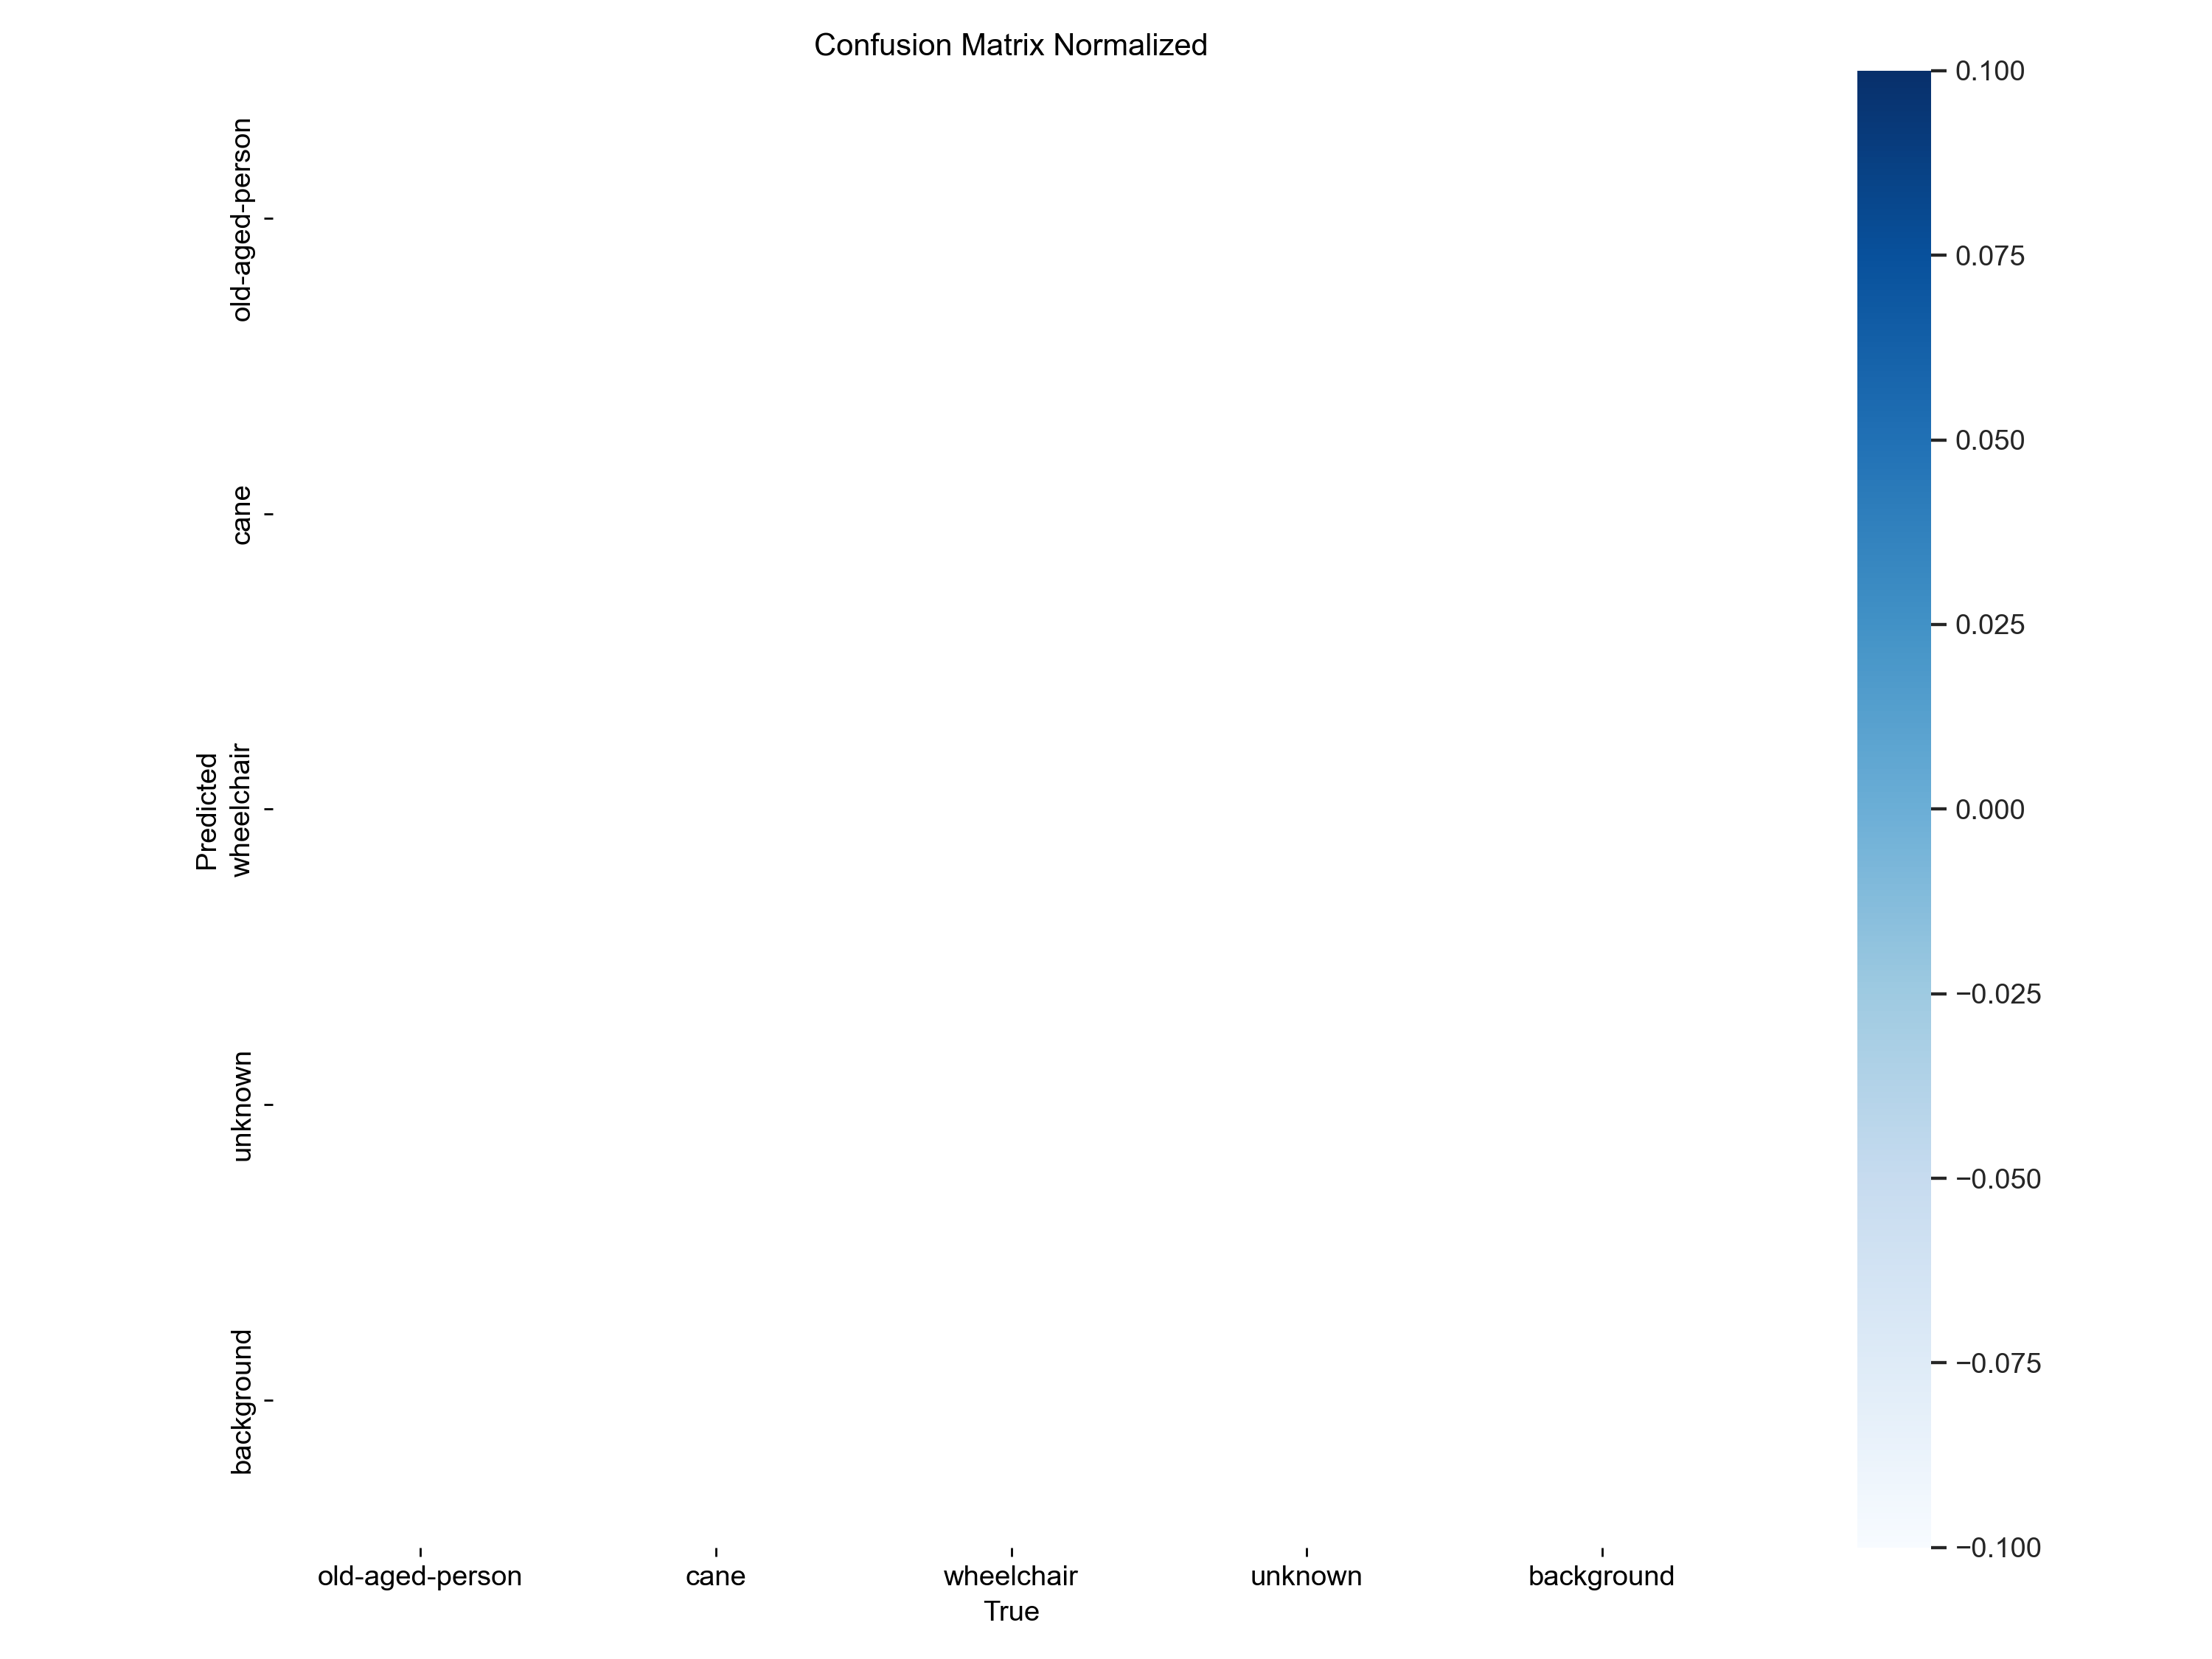 Confusion Matrix Normalized
old-aged-person
cane
wheelchair
unknown
background
Predicted
old-aged-person
cane
wheelchair
unknown
background
True
0.100
0.075
0.050
0.025
0.000
−0.025
−0.050
−0.075
−0.100